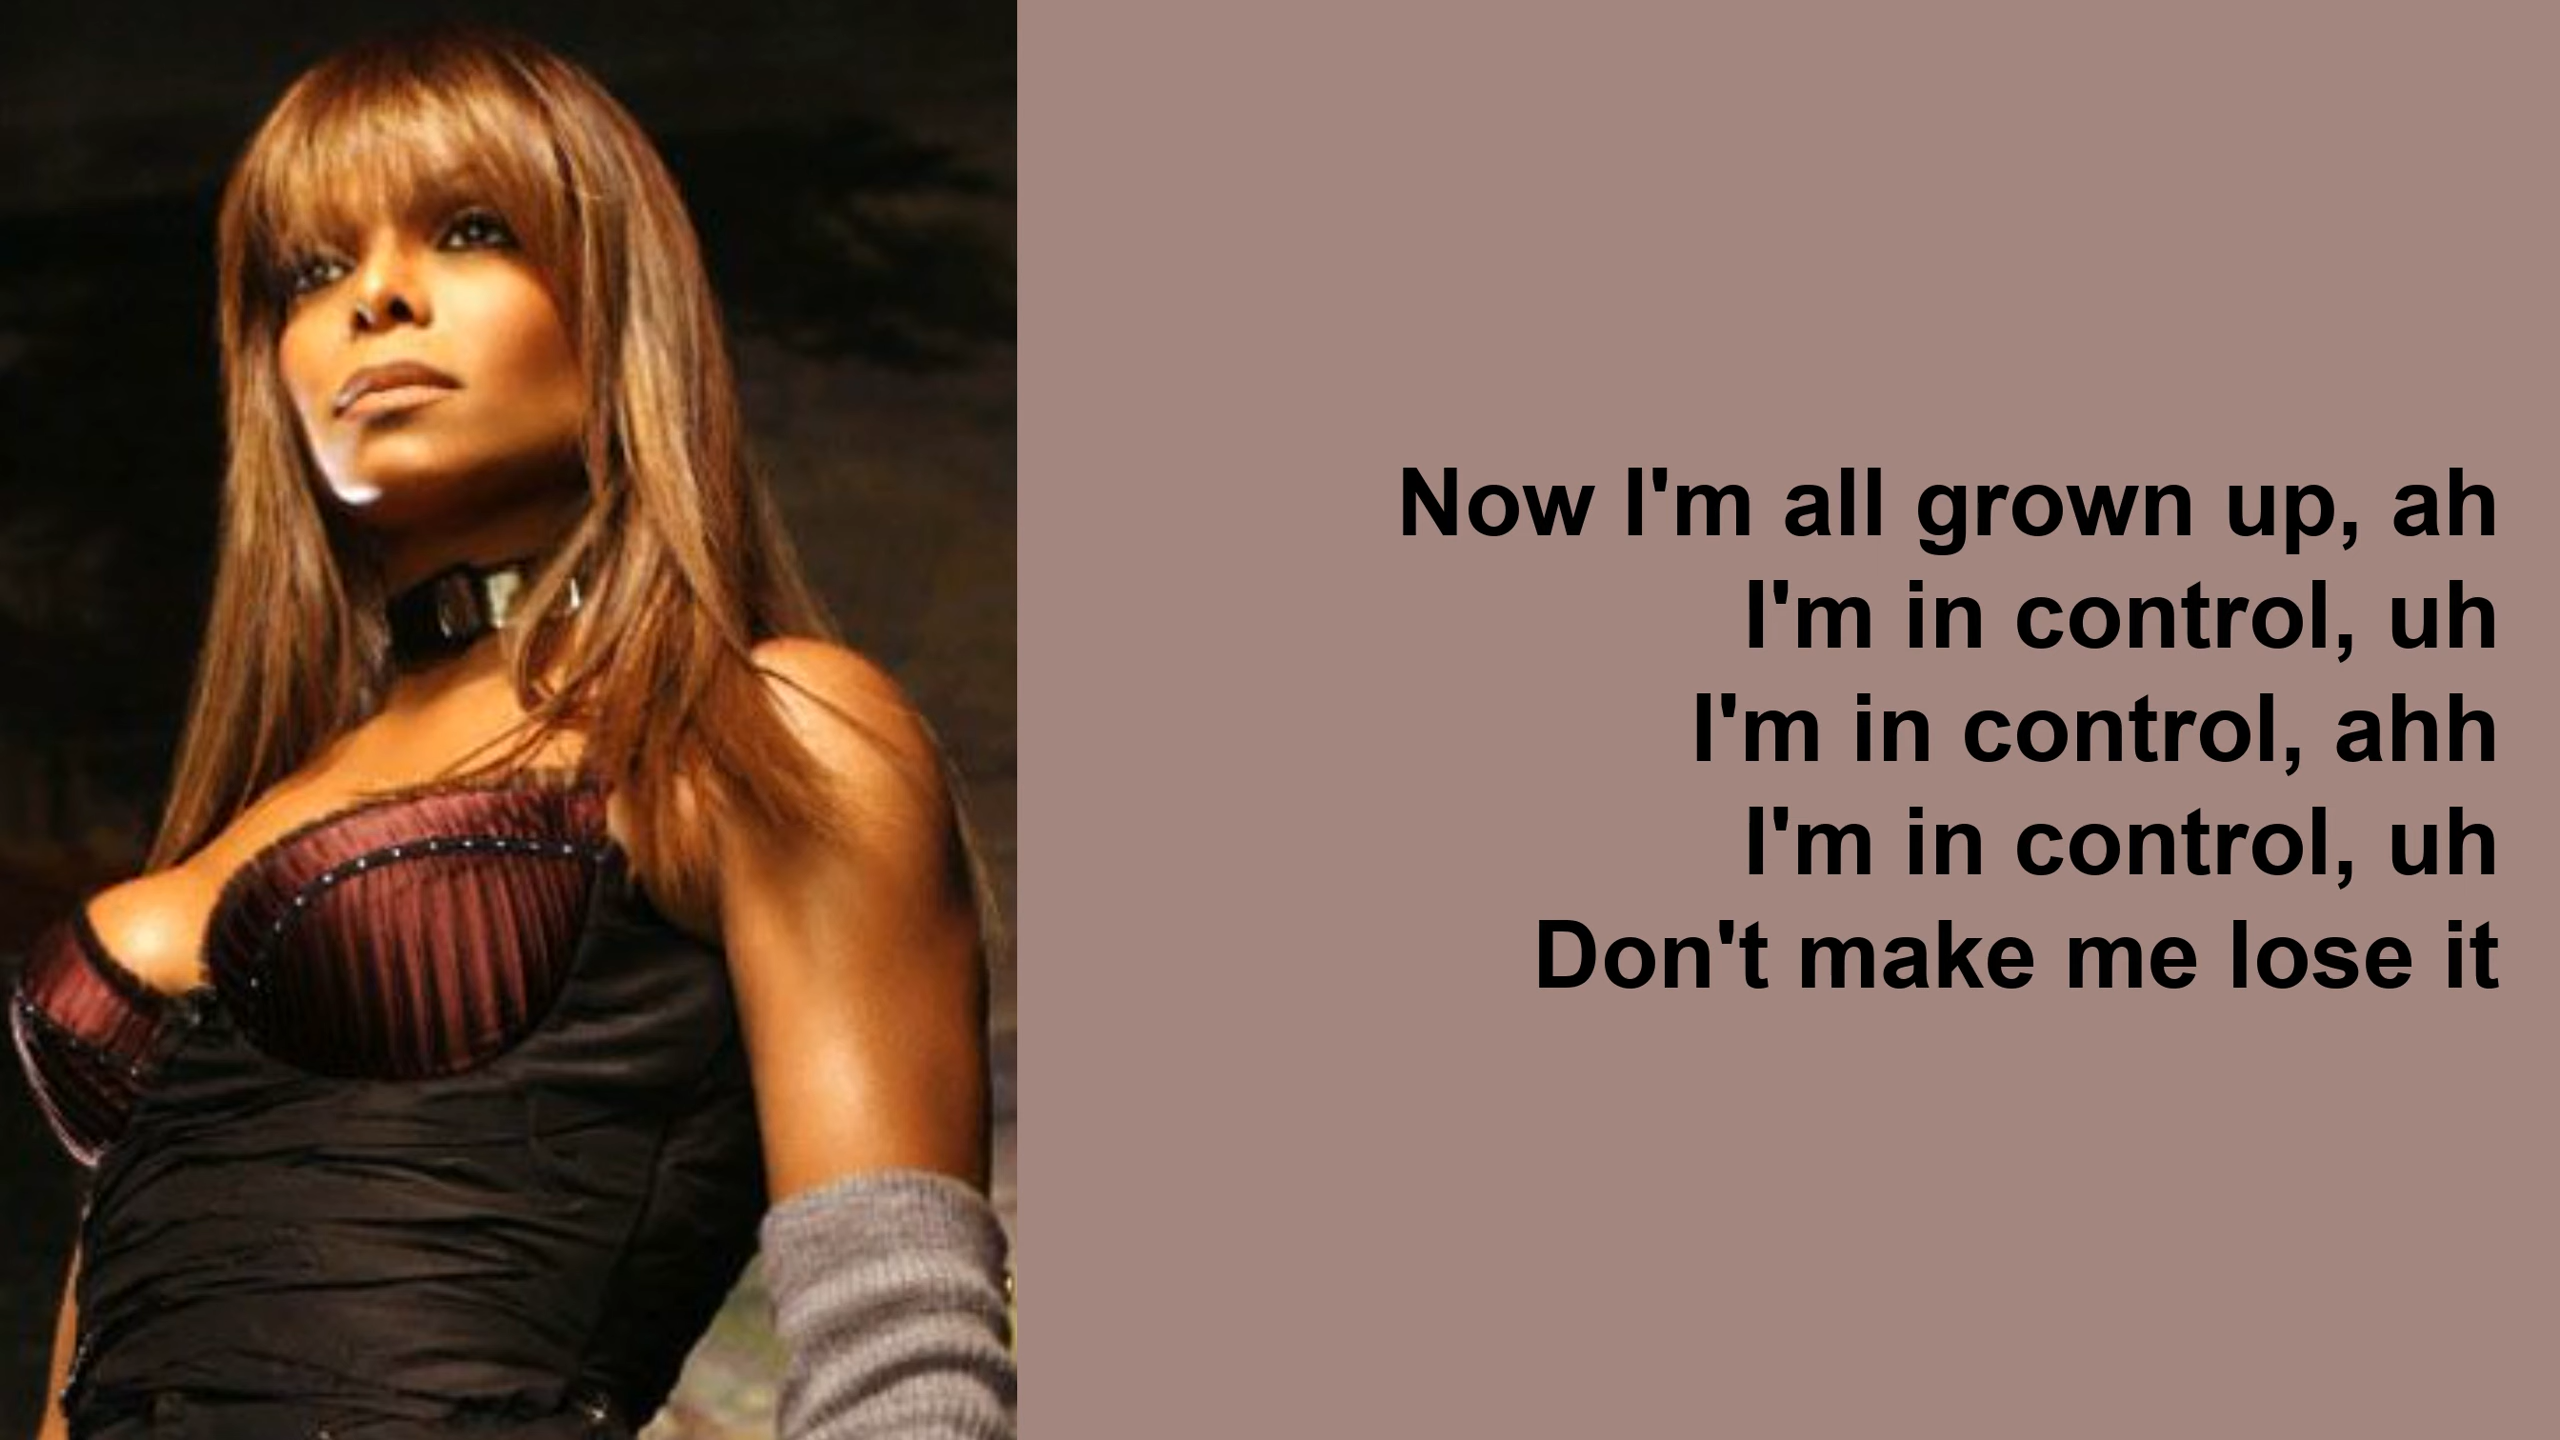 Now I'm all grown up, ah
I'm in control, uh
I'm in control, ahh
I'm in control, uh
Don't make me lose it